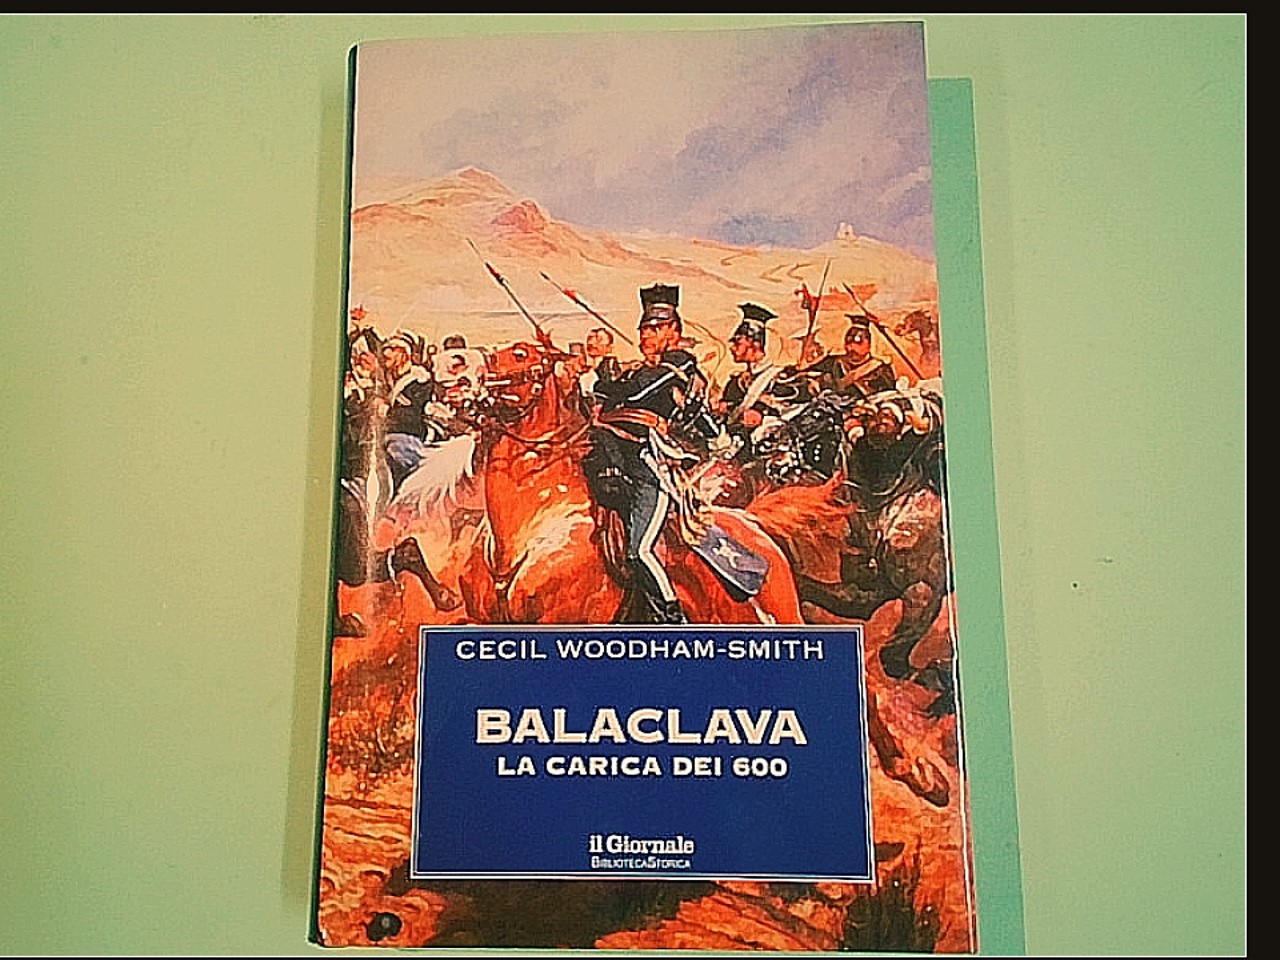 CECIL WOODHAM-SMITH
BALACLAVA
LA CARICA DEI 600
il Giornale
BIBLIOTECASTORICA